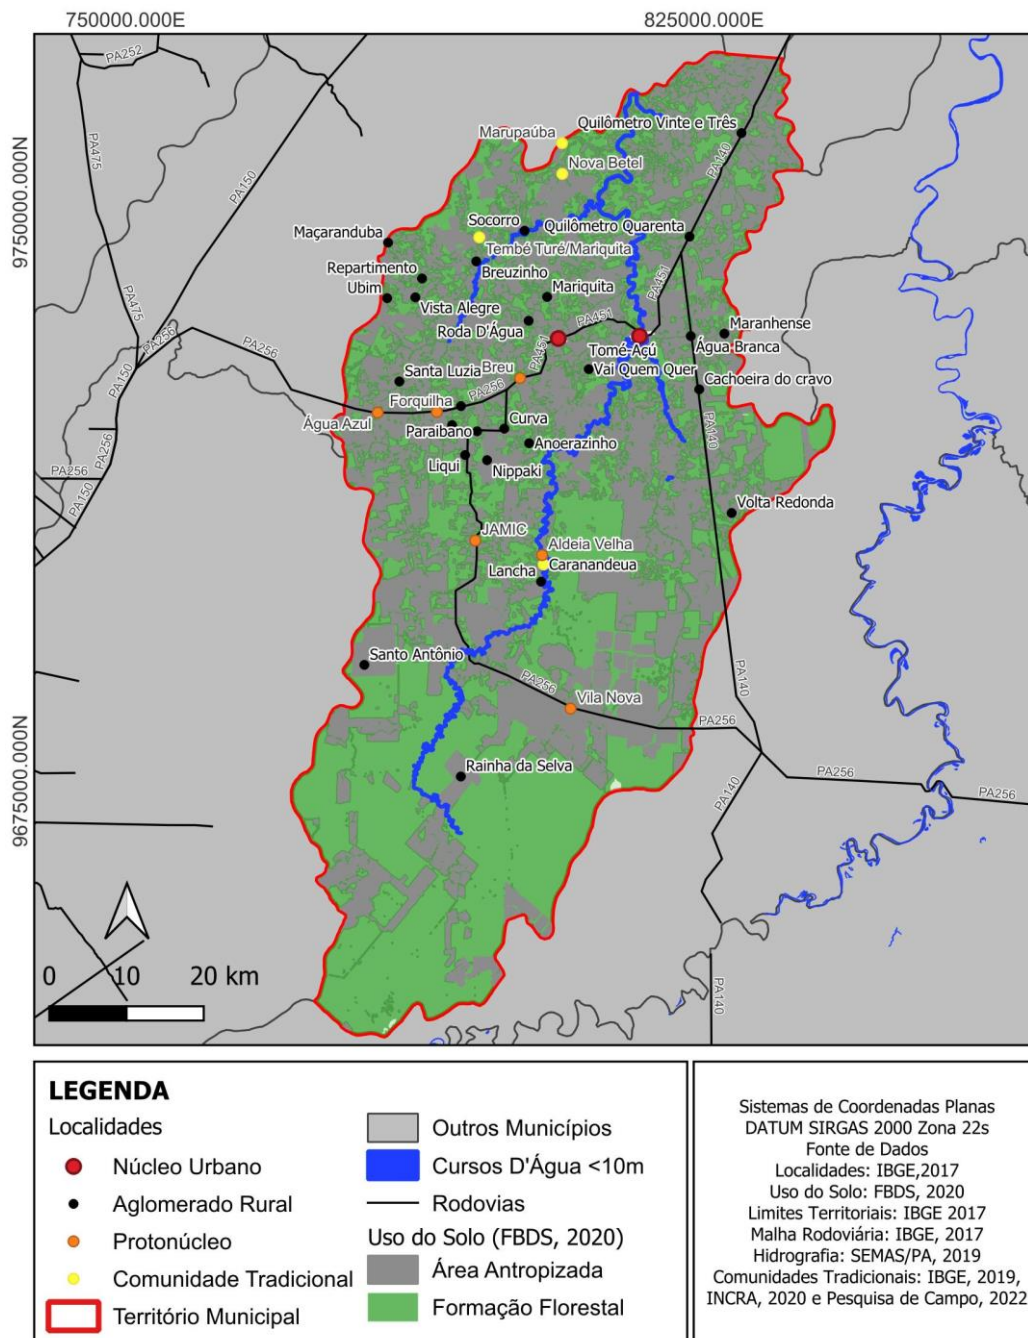 750000.000E
825000.000E
9750000.000N
9675000.000N
PA252
PA475
PA150
PA475
PA256
PA150
PA256
PA256
PA256
PA150
Marupaúba
Quilômetro Vinte e Três
Nova Betel
PA140
Socorro
Quilômetro Quarenta
Maçaranduba
Tembé Turé/Mariquita
Repartimento
Breuzinho
PA451
Ubim
Vista Alegre
Mariquita
Roda D'Água
PA451
Maranhense
PA451
Tomé-Açú
Água Branca
Santa Luzia
Breu
Vai Quem Quer
PA256
Cachoeira do cravo
Forquilha
Água Azul
Paraibano
Curva
Anoerazinho
PA140
Liqui
Nippaki
Volta Redonda
JAMIC
Aldeia Velha
Lancha
Caranandeua
Santo Antônio
PA256
PA140
Vila Nova
PA256
Rainha da Selva
PA140
PA256
PA256
PA140
0 10 20 km
LEGENDA
Localidades
Núcleo Urbano
Aglomerado Rural
Protonúcleo
Comunidade Tradicional
Território Municipal
Outros Municípios
Cursos D'Água <10m
Rodovias
Uso do Solo (FBDS, 2020)
Área Antropizada
Formação Florestal
Sistemas de Coordenadas Planas
DATUM SIRGAS 2000 Zona 22s
Fonte de Dados
Localidades: IBGE,2017
Uso do Solo: FBDS, 2020
Limites Territoriais: IBGE 2017
Malha Rodoviária: IBGE, 2017
Hidrografia: SEMAS/PA, 2019
Comunidades Tradicionais: IBGE, 2019,
INCRA, 2020 e Pesquisa de Campo, 2022